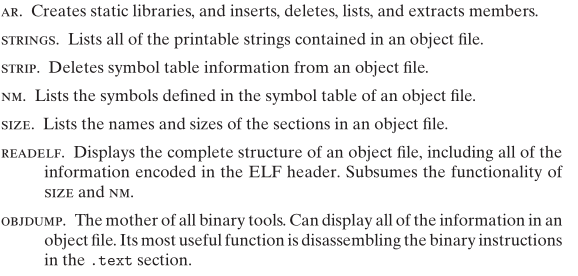 AR. Creates static libraries, and inserts, deletes, lists, and extracts members.
STRINGS. Lists all of the printable strings contained in an object file.
STRIP. Deletes symbol table information from an object file.
NM. Lists the symbols defined in the symbol table of an object file.
SIZE. Lists the names and sizes of the sections in an object file.
READELF. Displays the complete structure of an object file, including all of the
information encoded in the ELF header. Subsumes the functionality of
SIZE and NM.
OBJDUMP. The mother of all binary tools. Can display all of the information in an
object file. Its most useful function is disassembling the binary instructions
in the .text section.